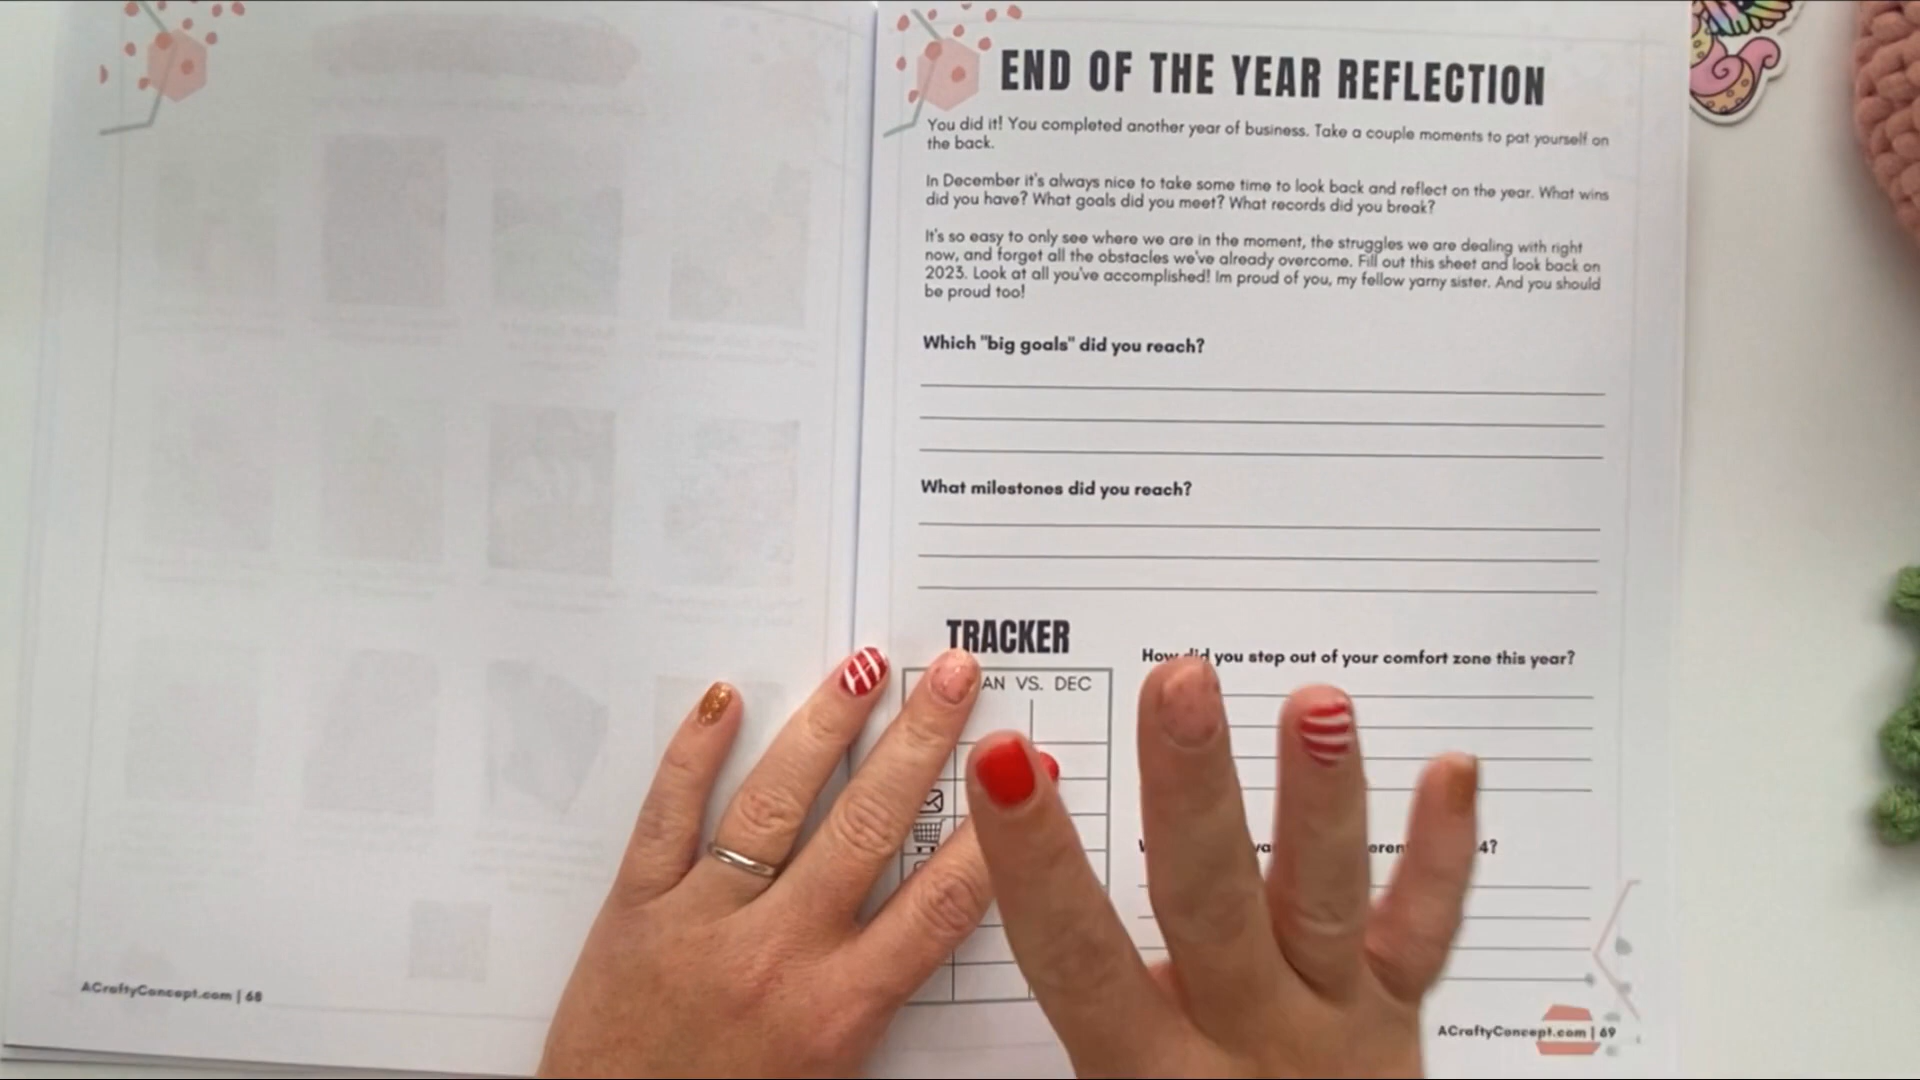 END OF THE YEAR REFLECTION
You did it! You completed another year of business. Take a couple moments to pat yourself on
the back.
In December it's always nice to take some time to look back and reflect on the year. What wins
did you have? What goals did you meet? What records did you break?
It's so easy to only see where we are in the moment, the struggles we are dealing with right
now, and forget all the obstacles we've already overcome. Fill out this sheet and look back on
2023. Look at all you've accomplished! Im proud of you, my fellow yarny sister. And you should
be proud too!
Which "big goals" did you reach?
What milestones did you reach?
TRACKER
VS. DEC
How did you step out of your comfort zone this year?
ACraftyConcept.com | 68
ACraftyConcept.com | 69